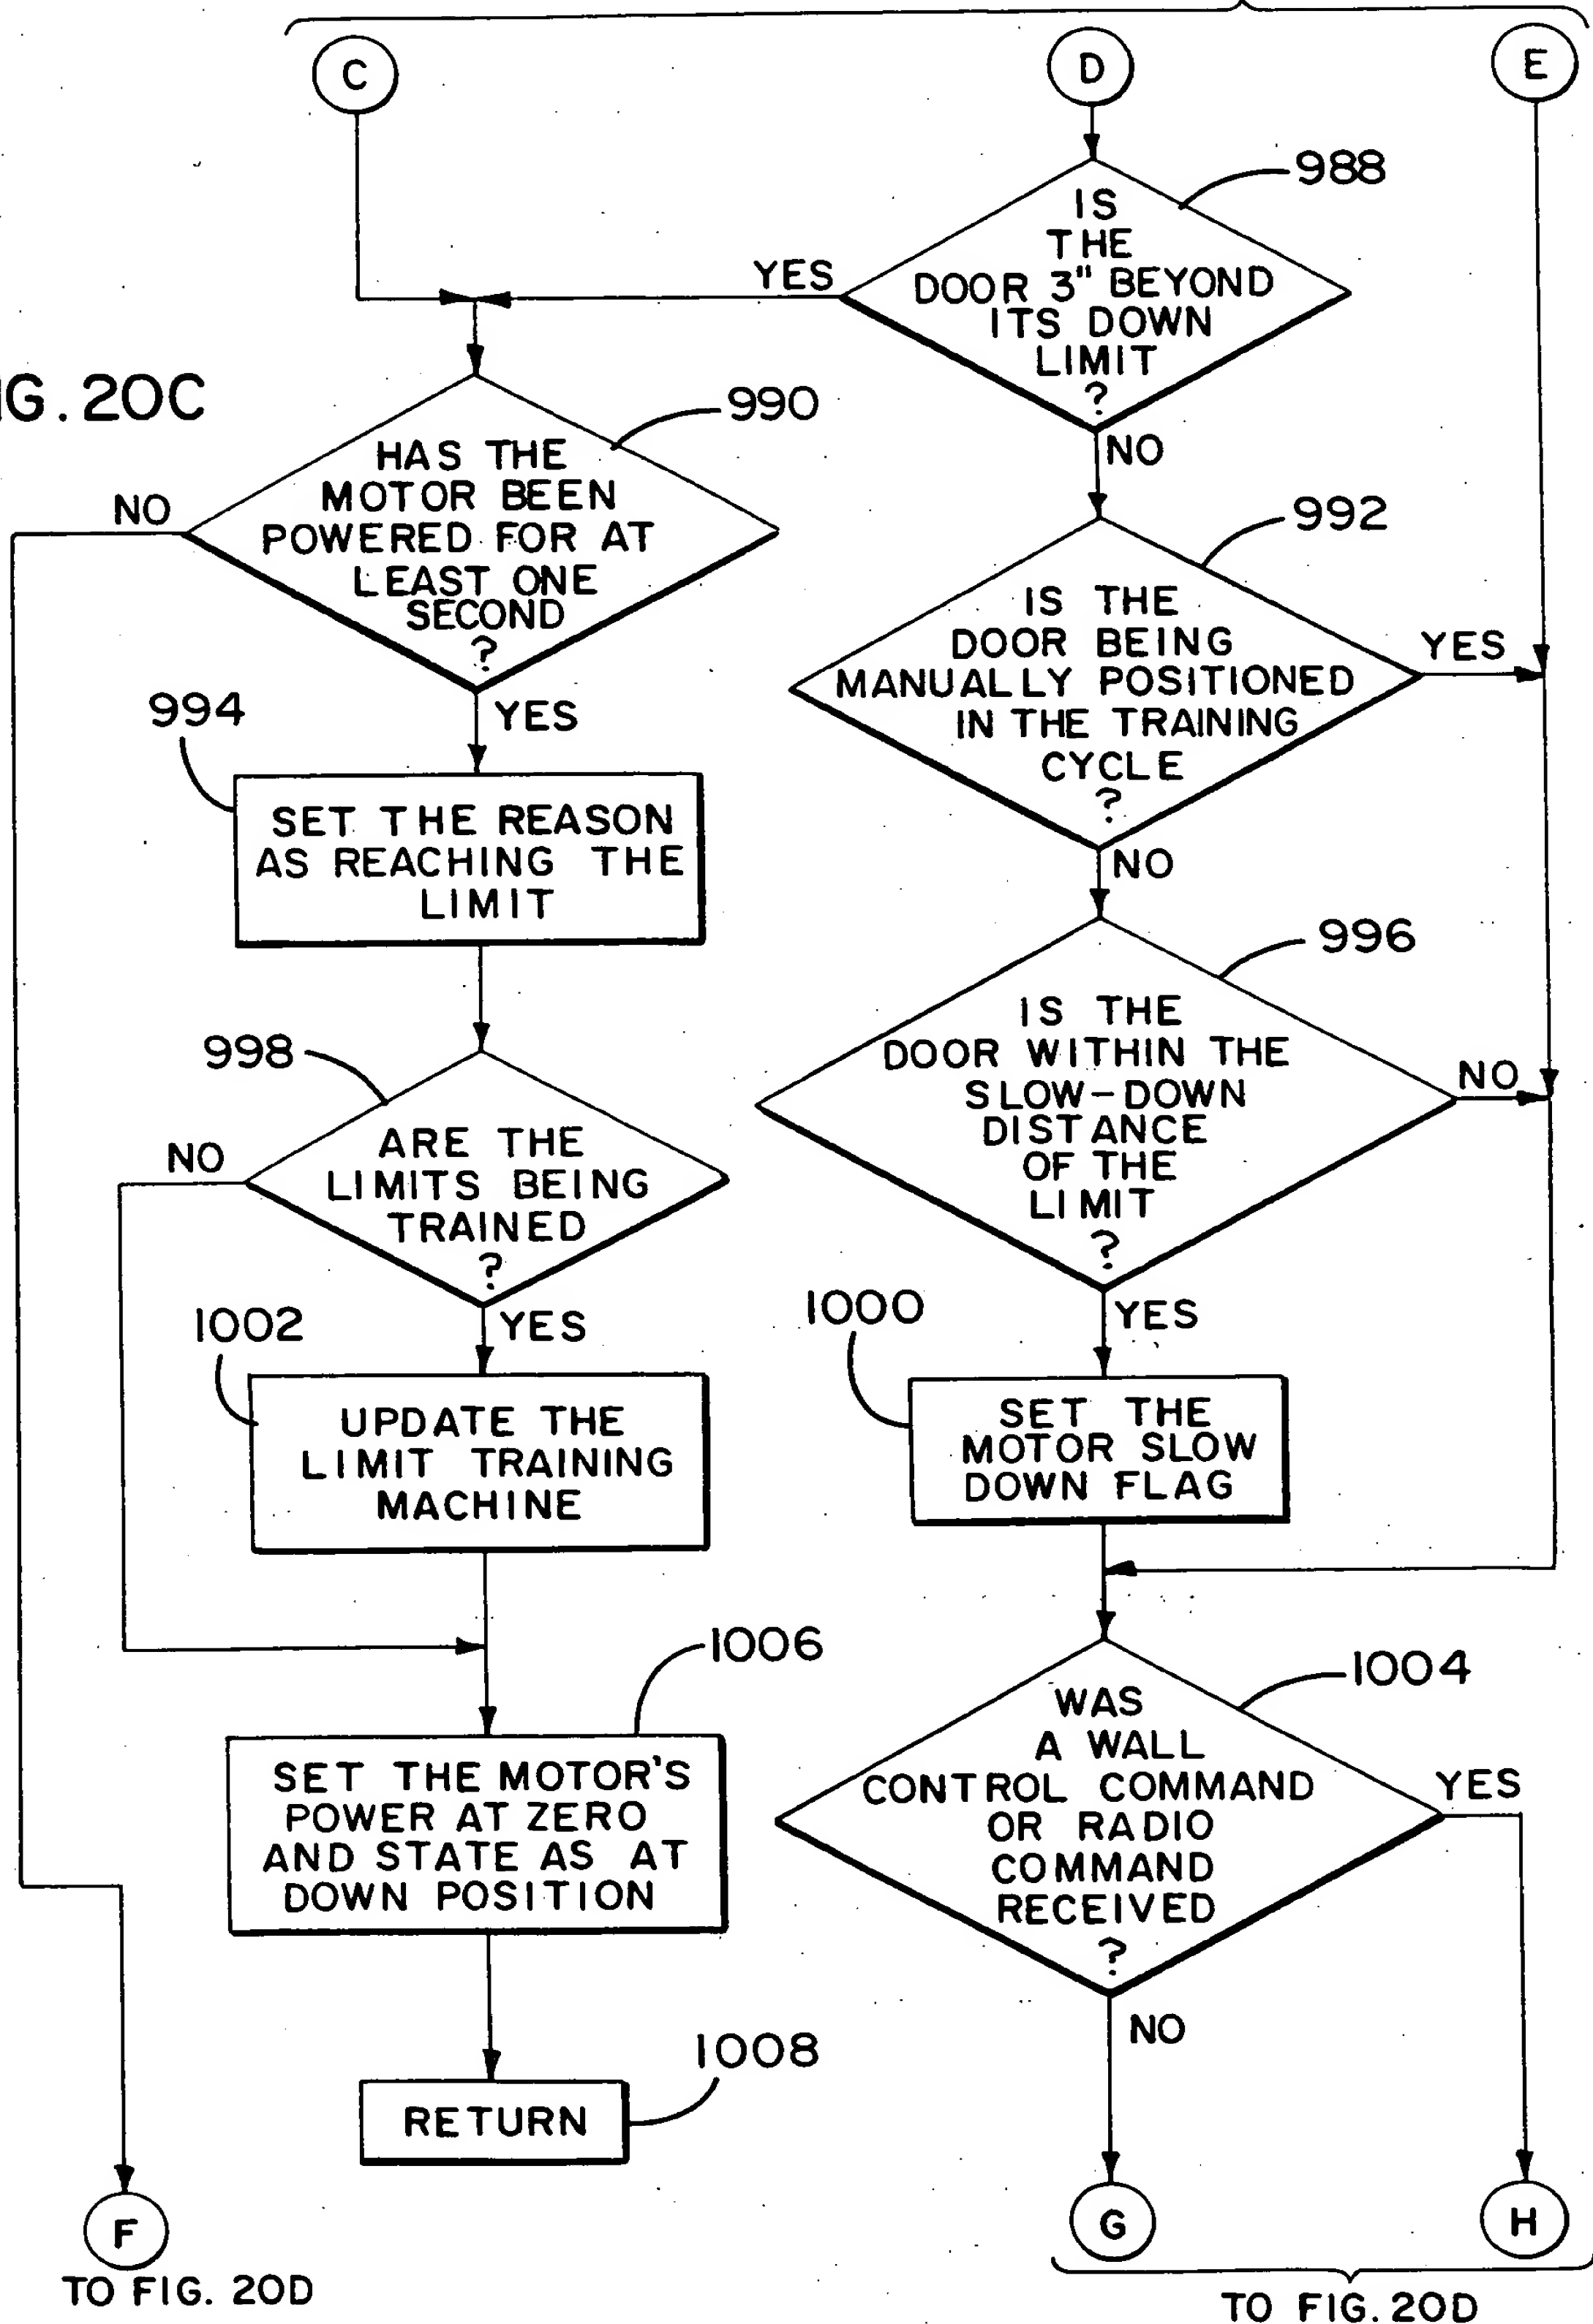 C
D
E
988
IS
THE
DOOR 3" BEYOND
ITS DOWN
LIMIT
?
YES
NO
G. 20C
990
HAS THE
MOTOR BEEN
POWERED FOR AT
LEAST ONE
SECOND
?
NO
YES
992
IS THE
DOOR BEING
MANUALLY POSITIONED
IN THE TRAINING
CYCLE
?
YES
NO
994
SET THE REASON
AS REACHING THE
LIMIT
996
IS THE
DOOR WITHIN THE
SLOW-DOWN
DISTANCE
OF THE
LIMIT
?
NO
YES
998
ARE THE
LIMITS BEING
TRAINED
?
NO
YES
1000
SET THE
MOTOR SLOW
DOWN FLAG
1002
UPDATE THE
LIMIT TRAINING
MACHINE
1004
WAS
A WALL
CONTROL COMMAND
OR RADIO
COMMAND
RECEIVED
?
YES
NO
1006
SET THE MOTOR'S
POWER AT ZERO
AND STATE AS AT
DOWN POSITION
1008
RETURN
F
TO FIG. 20D
G
H
TO FIG. 20D